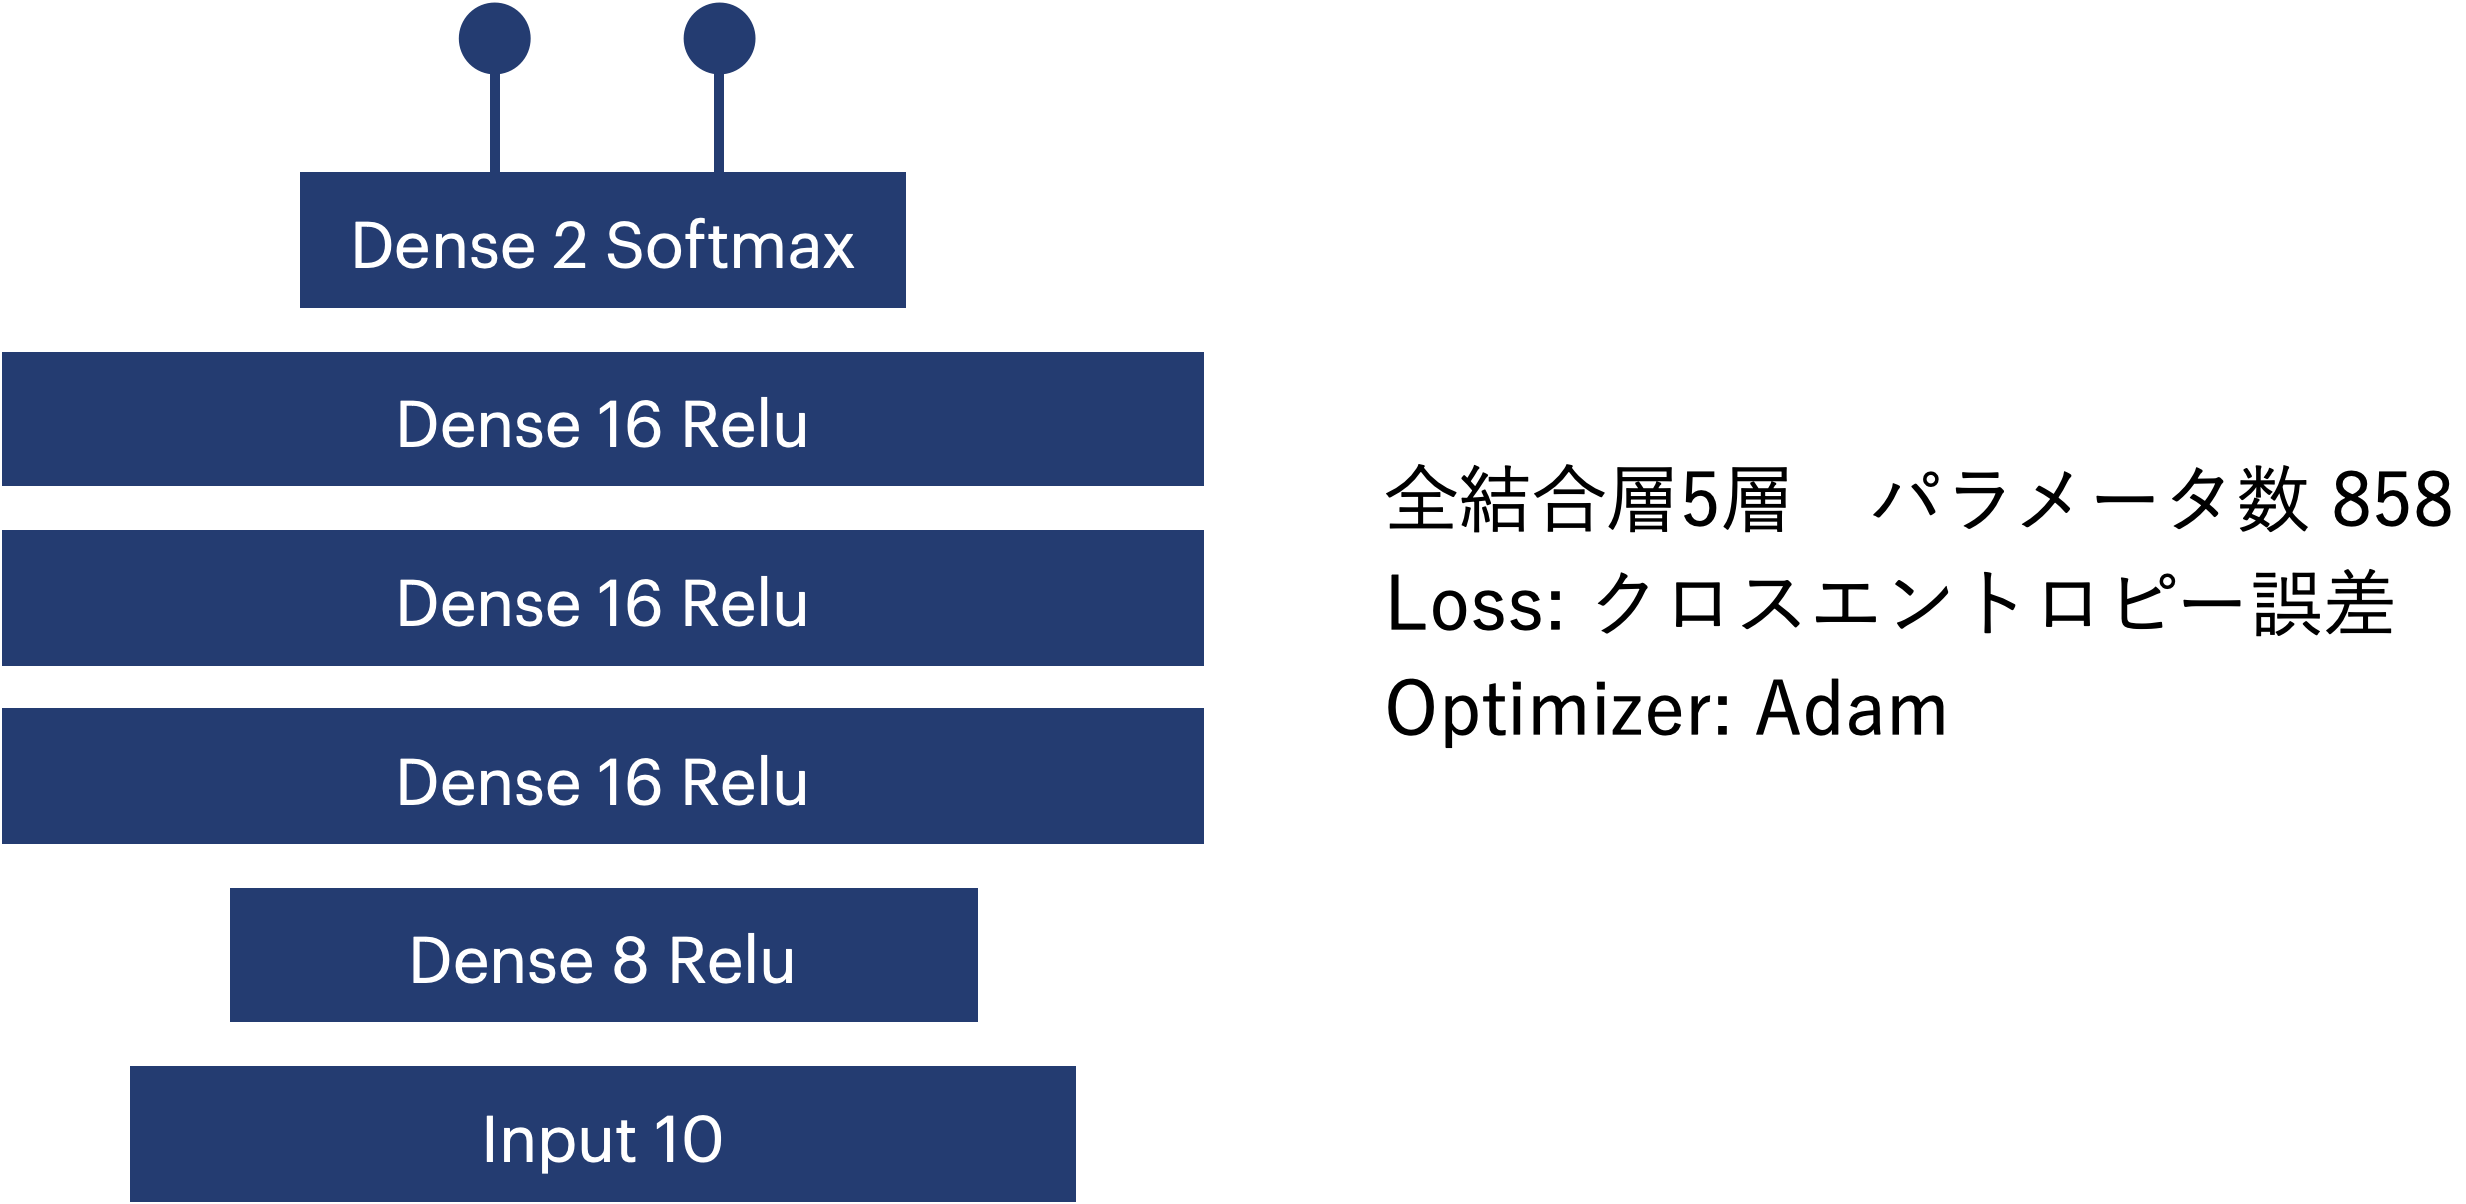 Dense 2 Softmax
Dense 16 Relu
Dense 16 Relu
Dense 16 Relu
Dense 8 Relu
Input 10
全結合層5層　パラメータ数 858
Loss: クロスエントロピー誤差
Optimizer: Adam